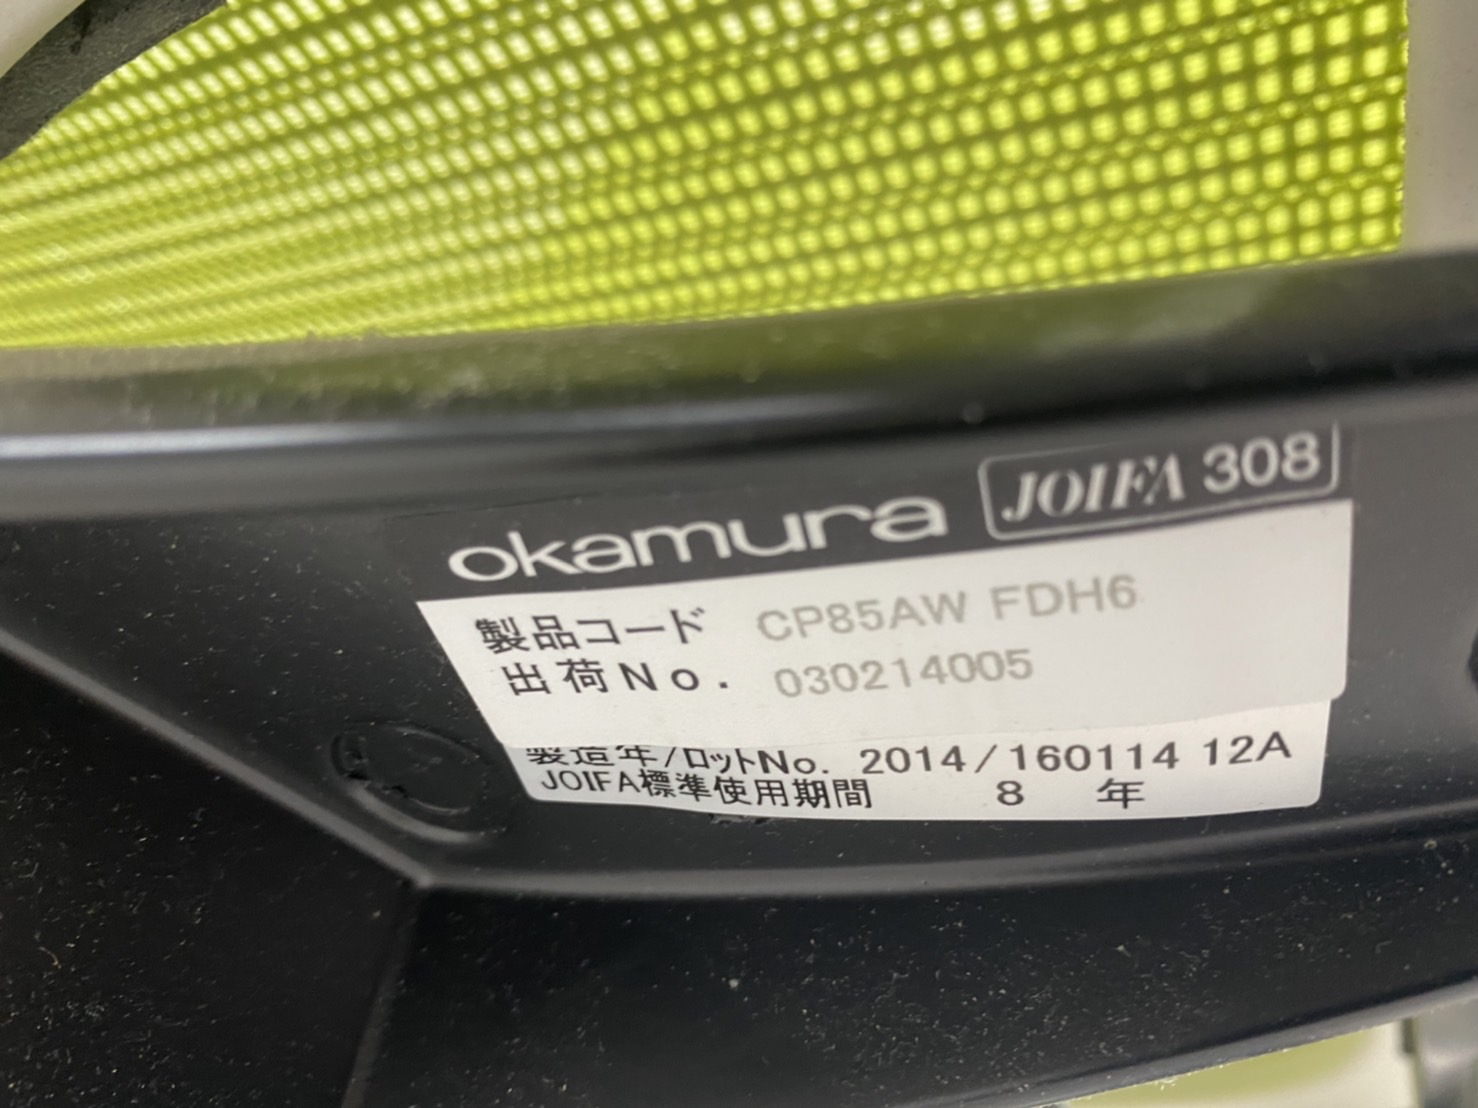 okamura JOIFA 308
製品コード CP85AW FDH6
出荷No. 030214005
製造年/ロットNo. 2014/160114 12A
JOIFA標準使用期間 8 年